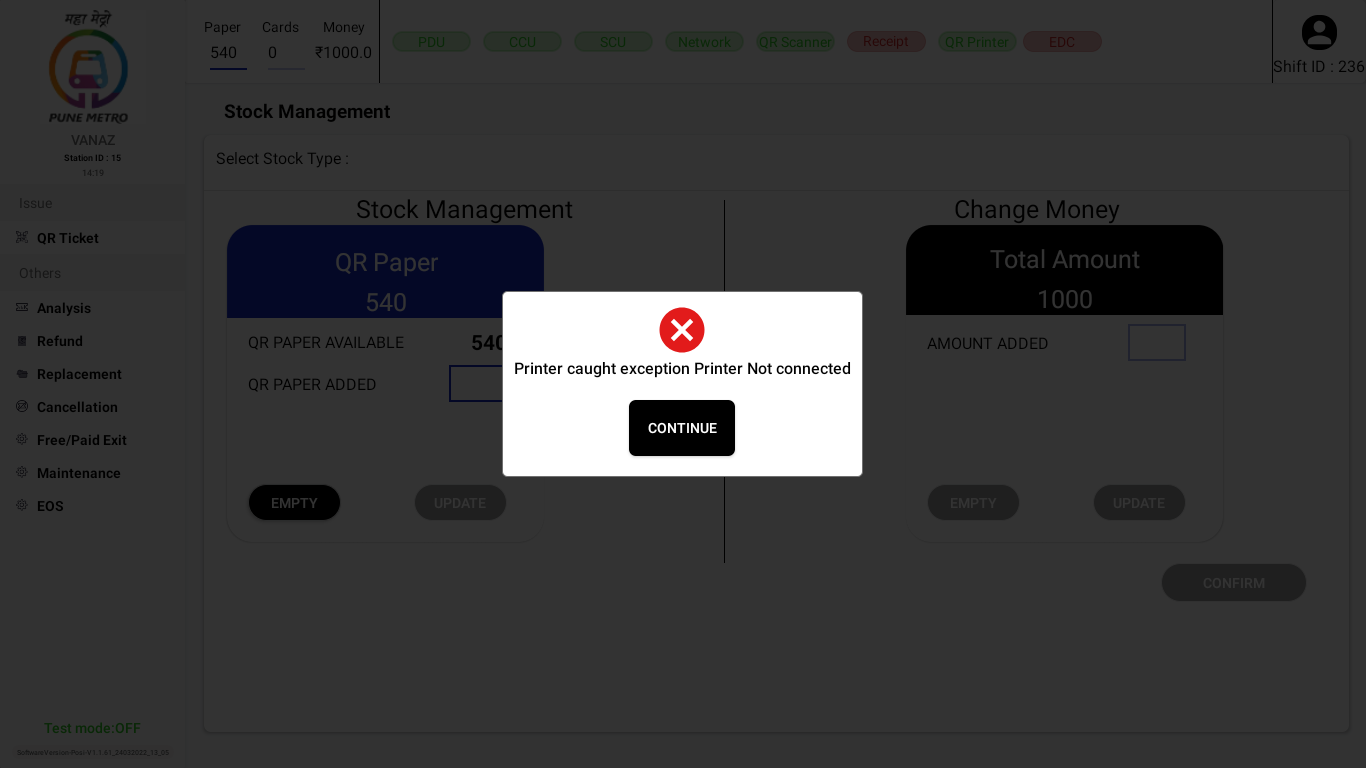 महा मेट्रो
PUNE METRO
VANAZ
Station ID : 15
14:19
Issue
QR Ticket
Others
Analysis
Refund
Replacement
Cancellation
Free/Paid Exit
Maintenance
EOS
Test mode:OFF
Paper Cards Money
540 0 ₹1000.0
PDU CCU SCU Network QR Scanner Receipt QR Printer EDC
Shift ID : 236
Stock Management
Select Stock Type :
Stock Management
QR Paper
540
QR PAPER AVAILABLE 540
QR PAPER ADDED
EMPTY UPDATE
Change Money
Total Amount
1000
AMOUNT ADDED
EMPTY UPDATE
CONFIRM
Printer caught exception Printer Not connected
CONTINUE